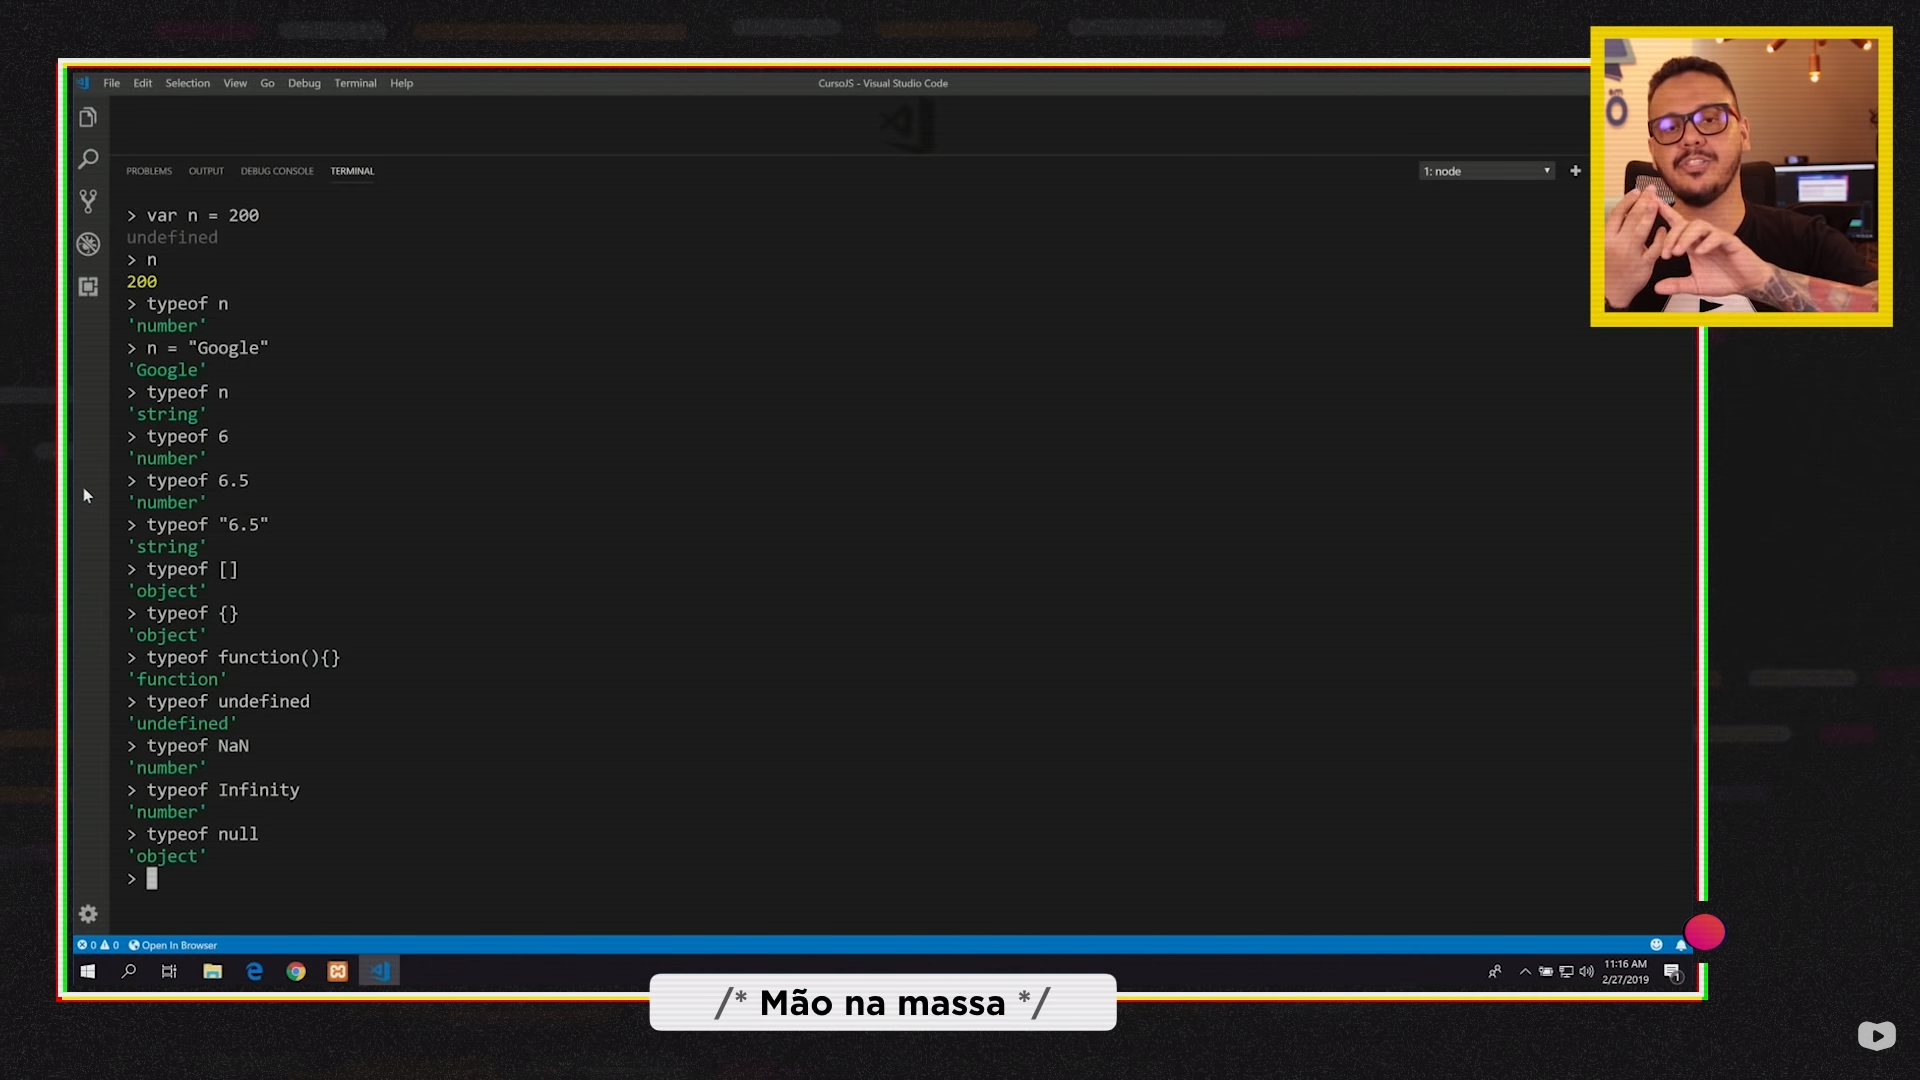 File Edit Selection View Go Debug Terminal Help
CursoJS - Visual Studio Code
PROBLEMS OUTPUT DEBUG CONSOLE TERMINAL
1: node
> var n = 200
undefined
> n
200
> typeof n
'number'
> n = "Google"
'Google'
> typeof n
'string'
> typeof 6
'number'
> typeof 6.5
'number'
> typeof "6.5"
'string'
> typeof []
'object'
> typeof {}
'object'
> typeof function(){}
'function'
> typeof undefined
'undefined'
> typeof NaN
'number'
> typeof Infinity
'number'
> typeof null
'object'
>
0 0 Open In Browser
11:16 AM
2/27/2019
1
/* Mão na massa */